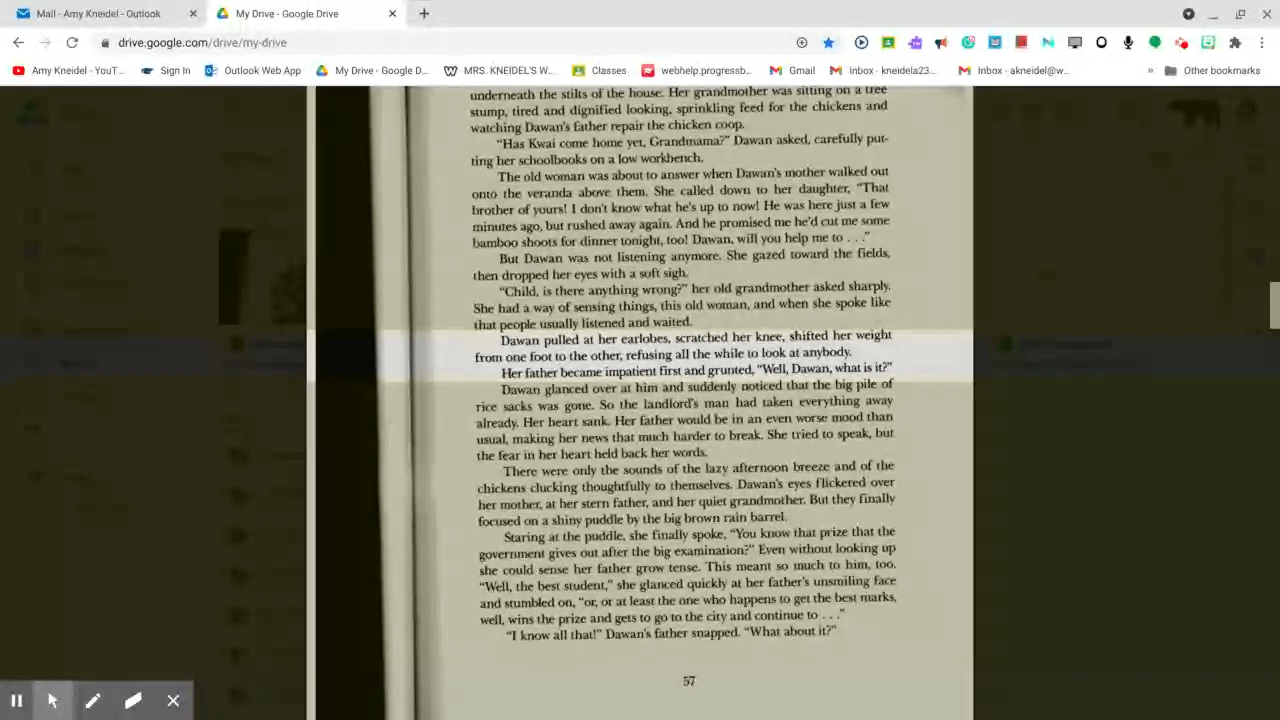 Mail - Amy Kneidel - Outlook
My Drive - Google Drive
drive.google.com/drive/my-drive
Amy Kneidel - YouT...
Sign In
Outlook Web App
My Drive - Google D...
MRS. KNEIDEL'S W...
Classes
webhelp.progressb...
Gmail
Inbox - kneidela23...
Inbox - akneidel@w...
Other bookmarks
underneath the stilts of the house. Her grandmother was sitting on a tree
stump, tired and dignified looking, sprinkling feed for the chickens and
watching Dawan's father repair the chicken coop.
"Has Kwai come home yet, Grandmama?" Dawan asked, carefully put-
ting her schoolbooks on a low workbench.
The old woman was about to answer when Dawan's mother walked out
onto the veranda above them. She called down to her daughter, "That
brother of yours! I don't know what he's up to now! He was here just a few
minutes ago, but rushed away again. And he promised me he'd cut me some
bamboo shoots for dinner tonight, too! Dawan, will you help me to . . ."
But Dawan was not listening anymore. She gazed toward the fields,
then dropped her eyes with a soft sigh.
"Child, is there anything wrong?" her old grandmother asked sharply.
She had a way of sensing things, this old woman, and when she spoke like
that people usually listened and waited.
Dawan pulled at her earlobes, scratched her knee, shifted her weight
from one foot to the other, refusing all the while to look at anybody.
Her father became impatient first and grunted, "Well, Dawan, what is it?"
Dawan glanced over at him and suddenly noticed that the big pile of
rice sacks was gone. So the landlord's man had taken everything away
already. Her heart sank. Her father would be in an even worse mood than
usual, making her news that much harder to break. She tried to speak, but
the fear in her heart held back her words.
There were only the sounds of the lazy afternoon breeze and of the
chickens clucking thoughtfully to themselves. Dawan's eyes flickered over
her mother, at her stern father, and her quiet grandmother. But they finally
focused on a shiny puddle by the big brown rain barrel.
Staring at the puddle, she finally spoke, "You know that prize that the
government gives out after the big examination?" Even without looking up
she could sense her father grow tense. This meant so much to him, too.
"Well, the best student," she glanced quickly at her father's unsmiling face
and stumbled on, "or, or at least the one who happens to get the best marks,
well, wins the prize and gets to go to the city and continue to . . ."
"I know all that!" Dawan's father snapped. "What about it?"
57